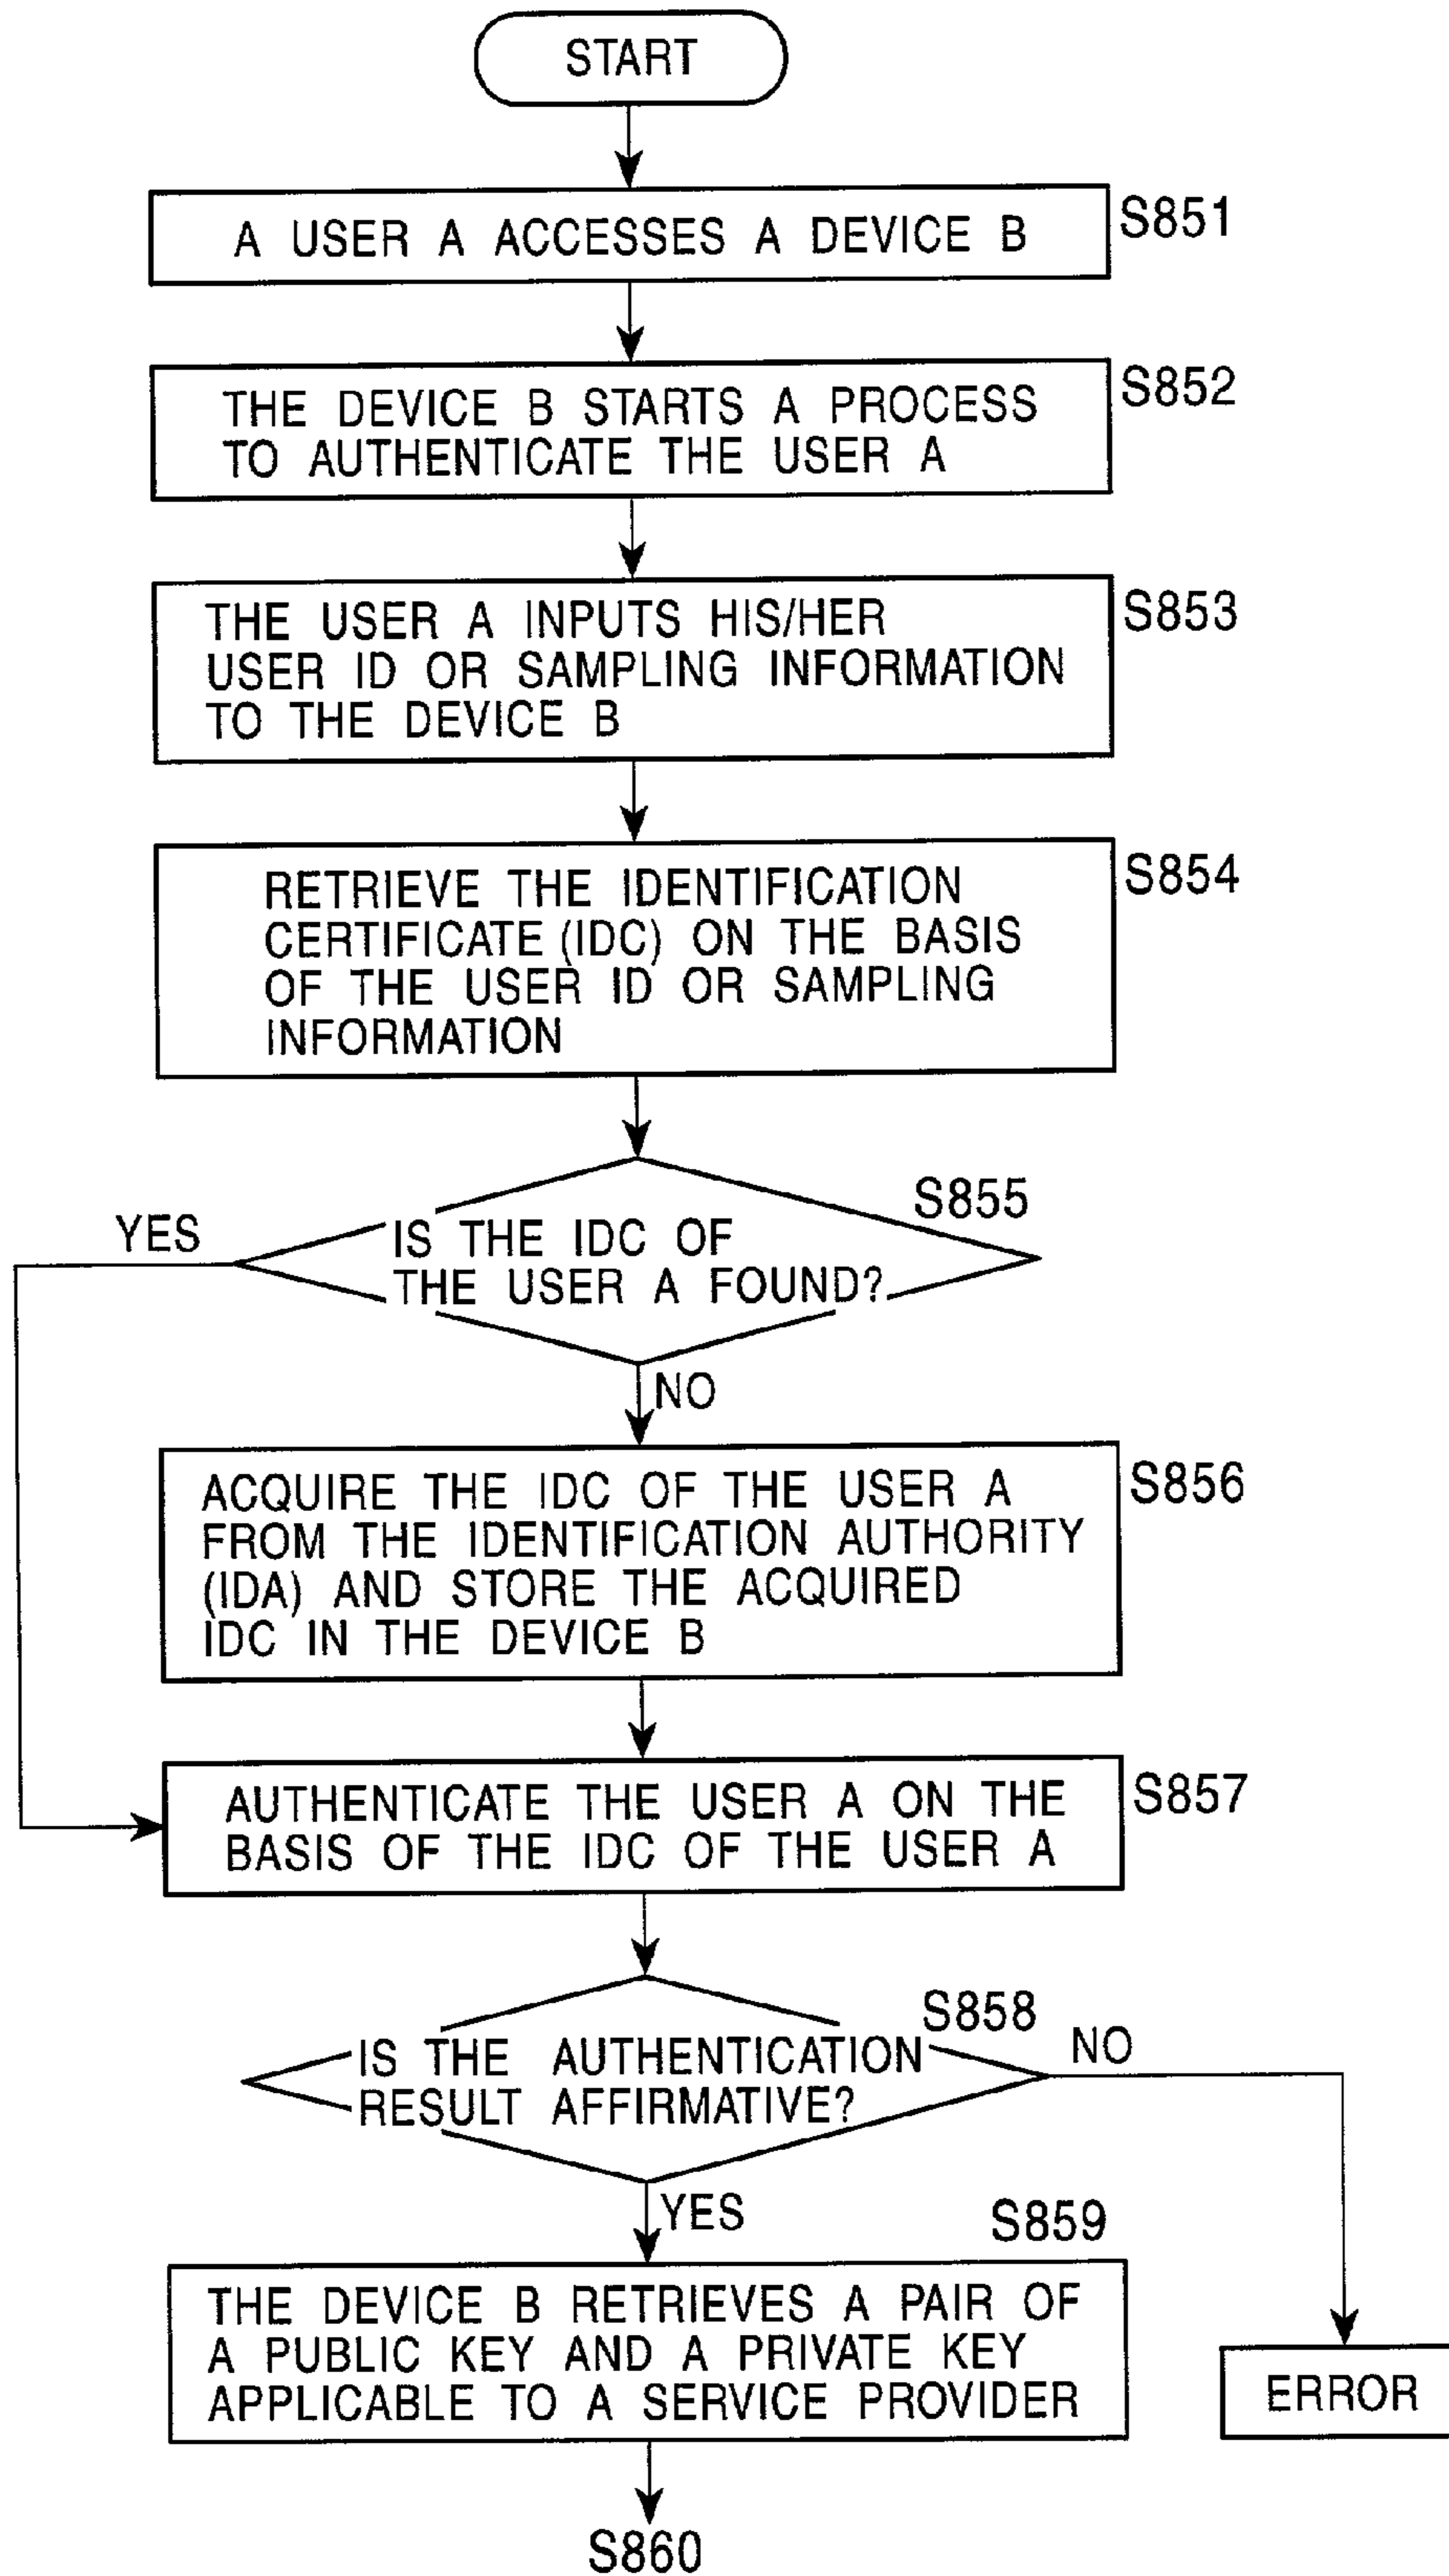 START
A USER A ACCESSES A DEVICE B
S851
THE DEVICE B STARTS A PROCESS
TO AUTHENTICATE THE USER A
S852
THE USER A INPUTS HIS/HER
USER ID OR SAMPLING INFORMATION
TO THE DEVICE B
S853
RETRIEVE THE IDENTIFICATION
CERTIFICATE (IDC) ON THE BASIS
OF THE USER ID OR SAMPLING
INFORMATION
S854
S855
YES
IS THE IDC OF
THE USER A FOUND?
NO
ACQUIRE THE IDC OF THE USER A
FROM THE IDENTIFICATION AUTHORITY
(IDA) AND STORE THE ACQUIRED
IDC IN THE DEVICE B
S856
AUTHENTICATE THE USER A ON THE
BASIS OF THE IDC OF THE USER A
S857
S858
IS THE AUTHENTICATION
RESULT AFFIRMATIVE?
NO
YES
S859
THE DEVICE B RETRIEVES A PAIR OF
A PUBLIC KEY AND A PRIVATE KEY
APPLICABLE TO A SERVICE PROVIDER
ERROR
S860